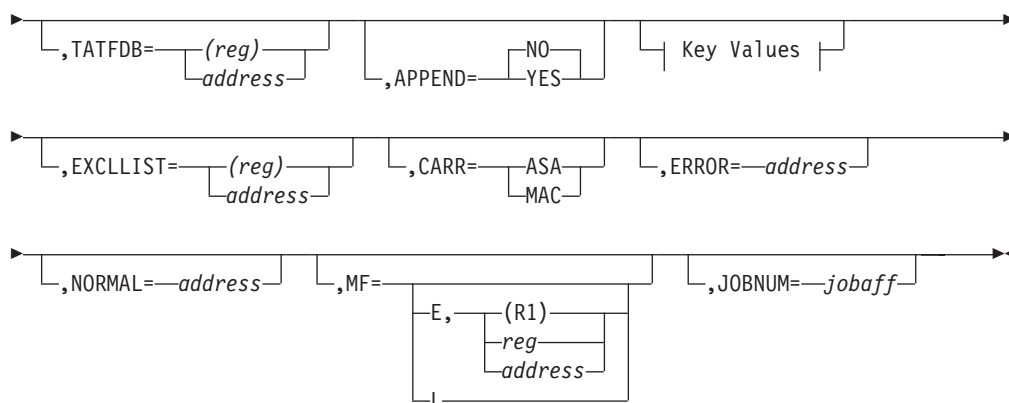 ,TATFDB= (reg) ,APPEND= NO Key Values
address YES
,EXCLLIST= (reg) ,CARR= ASA ,ERROR= address
address MAC
,NORMAL= address ,MF= ,JOBNUM= jobaff
E, (R1)
reg
address
L